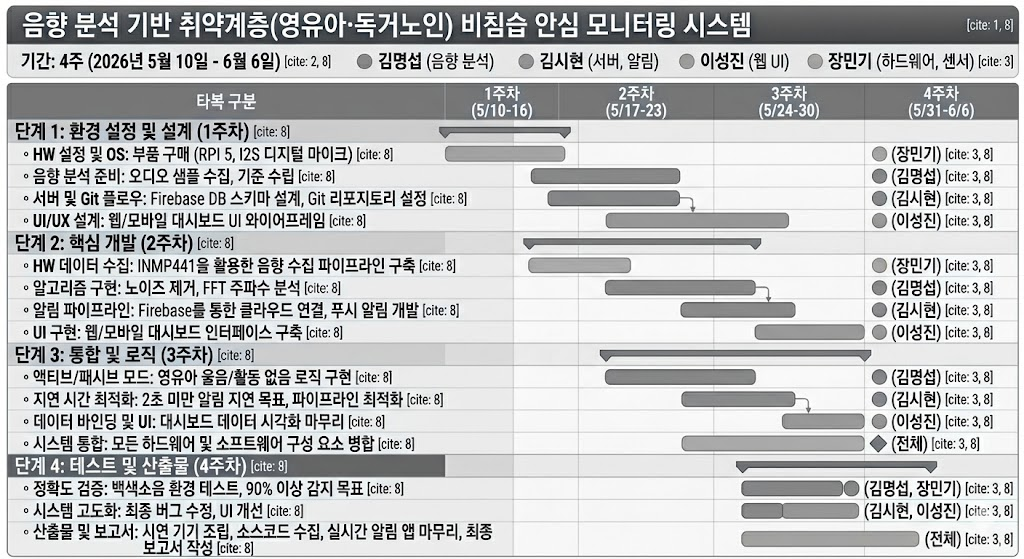 음향 분석 기반 취약계층(영유아·독거노인) 비침습 안심 모니터링 시스템 [cite: 1, 8]
기간: 4주 (2026년 5월 10일 - 6월 6일) [cite: 2, 8] 김명섭 (음향 분석) 김시현 (서버, 알림) 이성진 (웹 UI) 장민기 (하드웨어, 센서) [cite: 3]
타복 구분 1주차 2주차 3주차 4주차
(5/10-16) (5/17-23) (5/24-30) (5/31-6/6)
단계 1: 환경 설정 및 설계 (1주차) [cite: 8]
◦ HW 설정 및 OS: 부품 구매 (RPI 5, I2S 디지털 마이크) [cite: 8] (장민기) [cite: 3, 8]
◦ 음향 분석 준비: 오디오 샘플 수집, 기준 수립 [cite: 8] (김명섭) [cite: 3, 8]
◦ 서버 및 Git 플로우: Firebase DB 스키마 설계, Git 리포지토리 설정 [cite: 8] (김시현) [cite: 3, 8]
◦ UI/UX 설계: 웹/모바일 대시보드 UI 와이어프레임 [cite: 8] (이성진) [cite: 3, 8]
단계 2: 핵심 개발 (2주차) [cite: 8]
◦ HW 데이터 수집: INMP441을 활용한 음향 수집 파이프라인 구축 [cite: 8] (장민기) [cite: 3, 8]
◦ 알고리즘 구현: 노이즈 제거, FFT 주파수 분석 [cite: 8] (김명섭) [cite: 3, 8]
◦ 알림 파이프라인: Firebase를 통한 클라우드 연결, 푸시 알림 개발 [cite: 8] (김시현) [cite: 3, 8]
◦ UI 구현: 웹/모바일 대시보드 인터페이스 구축 [cite: 8] (이성진) [cite: 3, 8]
단계 3: 통합 및 로직 (3주차) [cite: 8]
◦ 액티브/패시브 모드: 영유아 울음/활동 없음 로직 구현 [cite: 8] (김명섭) [cite: 3, 8]
◦ 지연 시간 최적화: 2초 미만 알림 지연 목표, 파이프라인 최적화 [cite: 8] (김시현) [cite: 3, 8]
◦ 데이터 바인딩 및 UI: 대시보드 데이터 시각화 마무리 [cite: 8] (이성진) [cite: 3, 8]
◦ 시스템 통합: 모든 하드웨어 및 소프트웨어 구성 요소 병합 [cite: 8] (전체) [cite: 3, 8]
단계 4: 테스트 및 산출물 (4주차) [cite: 8]
◦ 정확도 검증: 백색소음 환경 테스트, 90% 이상 감지 목표 [cite: 8] (김명섭, 장민기) [cite: 3, 8]
◦ 시스템 고도화: 최종 버그 수정, UI 개선 [cite: 8] (김시현, 이성진) [cite: 3, 8]
◦ 산출물 및 보고서: 시연 기기 조립, 소스코드 수집, 실시간 알림 앱 마무리, 최종 (전체) [cite: 3, 8]
보고서 작성 [cite: 8]